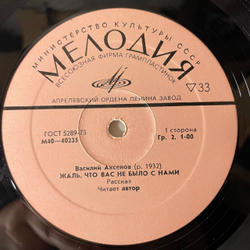 МИНИСТЕРСТВО КУЛЬТУРЫ СССР
МЕЛОДИЯ
ВСЕСОЮЗНАЯ ФИРМА ГРАМПЛАСТИНОК
33
АПРЕЛЕВСКИЙ ОРДЕНА ЛЕНИНА ЗАВОД
ГОСТ 5289-73
М40-40235
1 сторона
Гр. 2. 1-00
Василий Аксенов (р. 1932)
ЖАЛЬ, ЧТО ВАС НЕ БЫЛО С НАМИ
Рассказ
Читает автор